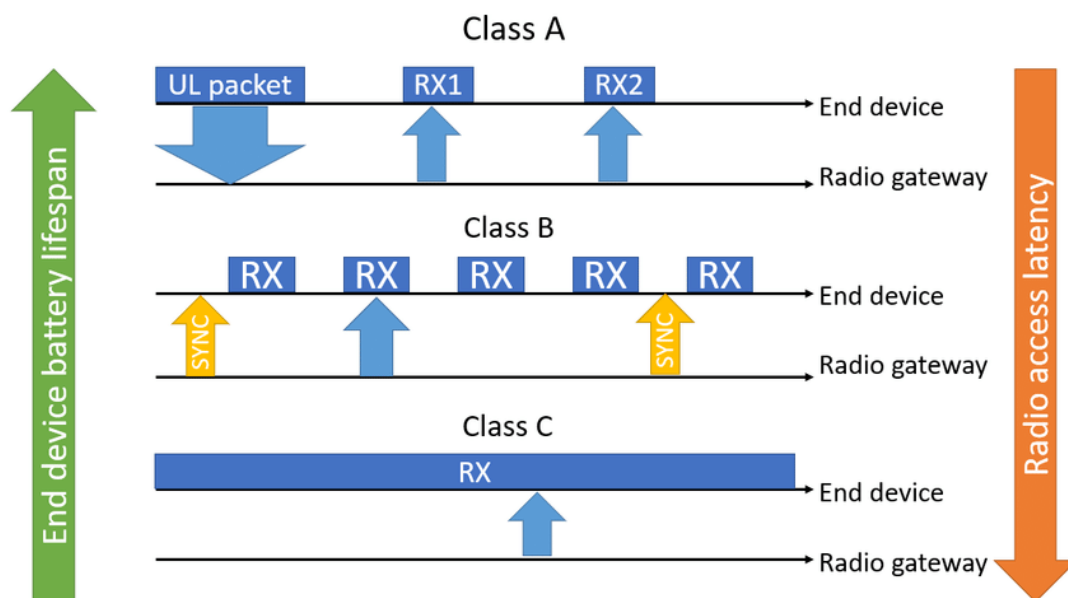 Class A
UL packet
RX1
RX2
End device
Radio gateway
Class B
RX
RX
RX
RX
RX
End device
SYNC
SYNC
Radio gateway
Class C
RX
End device
Radio gateway
End device battery lifespan
Radio access latency